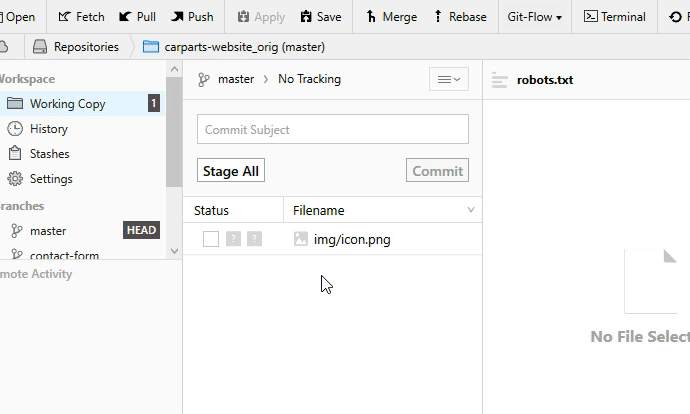 Open Fetch Pull Push Apply Save Merge Rebase Git-Flow Terminal
Repositories carparts-website_orig (master)
Workspace
Working Copy 1
History
Stashes
Settings
Branches
master HEAD
contact-form
mote Activity
master > No Tracking
Commit Subject
Stage All Commit
Status Filename
? ? img/icon.png
robots.txt
No File Selec